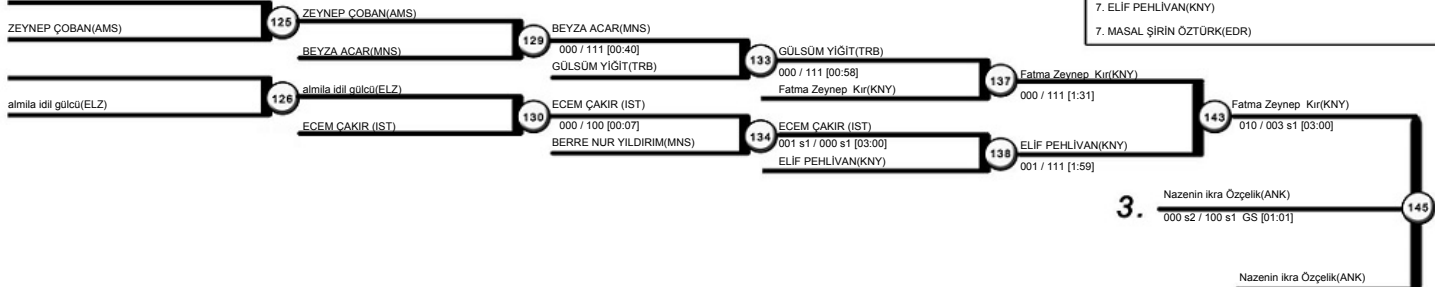 7. ELİF PEHLİVAN(KNY)
7. MASAL ŞİRİN ÖZTÜRK(EDR)
ZEYNEP ÇOBAN(AMS)
125
ZEYNEP ÇOBAN(AMS)
BEYZA ACAR(MNS)
129
BEYZA ACAR(MNS)
000 / 111 [00:40]
GÜLSÜM YİĞİT(TRB)
133
GÜLSÜM YİĞİT(TRB)
000 / 111 [00:58]
Fatma Zeynep Kır(KNY)
137
Fatma Zeynep Kır(KNY)
000 / 111 [1:31]
almila idil gülcü(ELZ)
126
almila idil gülcü(ELZ)
ECEM ÇAKIR (IST)
130
ECEM ÇAKIR (IST)
000 / 100 [00:07]
BERRE NUR YILDIRIM(MNS)
134
ECEM ÇAKIR (IST)
001 s1 / 000 s1 [03:00]
ELİF PEHLİVAN(KNY)
138
ELİF PEHLİVAN(KNY)
001 / 111 [1:59]
143
Fatma Zeynep Kır(KNY)
010 / 003 s1 [03:00]
3.
Nazenin ikra Özçelik(ANK)
000 s2 / 100 s1 GS [01:01]
145
Nazenin ikra Özçelik(ANK)